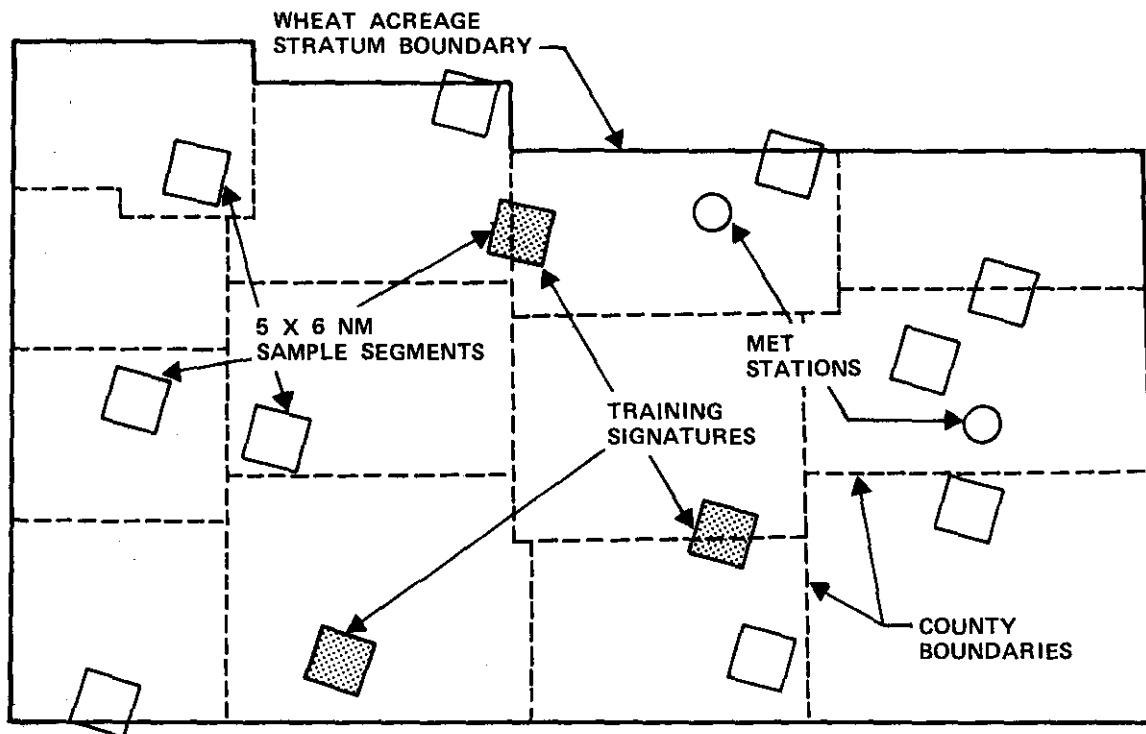 WHEAT ACREAGE
STRATUM BOUNDARY
5 X 6 NM
SAMPLE SEGMENTS
MET
STATIONS
TRAINING
SIGNATURES
COUNTY
BOUNDARIES